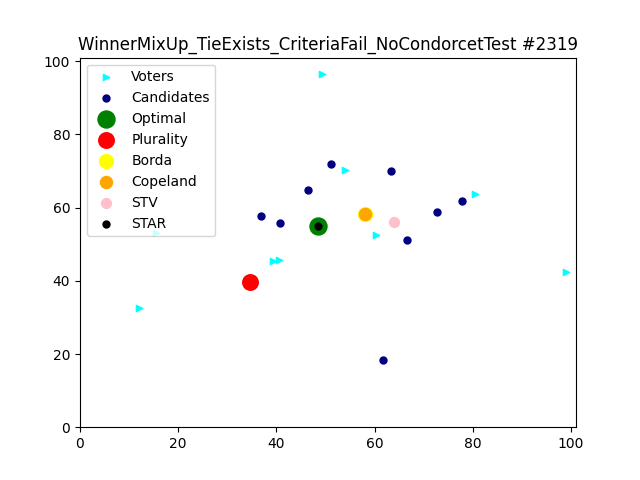 WinnerMixUp_TieExists_CriteriaFail_NoCondorcetTest #2319
100
80
60
40
20
0
Voters
Candidates
Optimal
Plurality
Borda
Copeland
STV
STAR
0 20 40 60 80 100